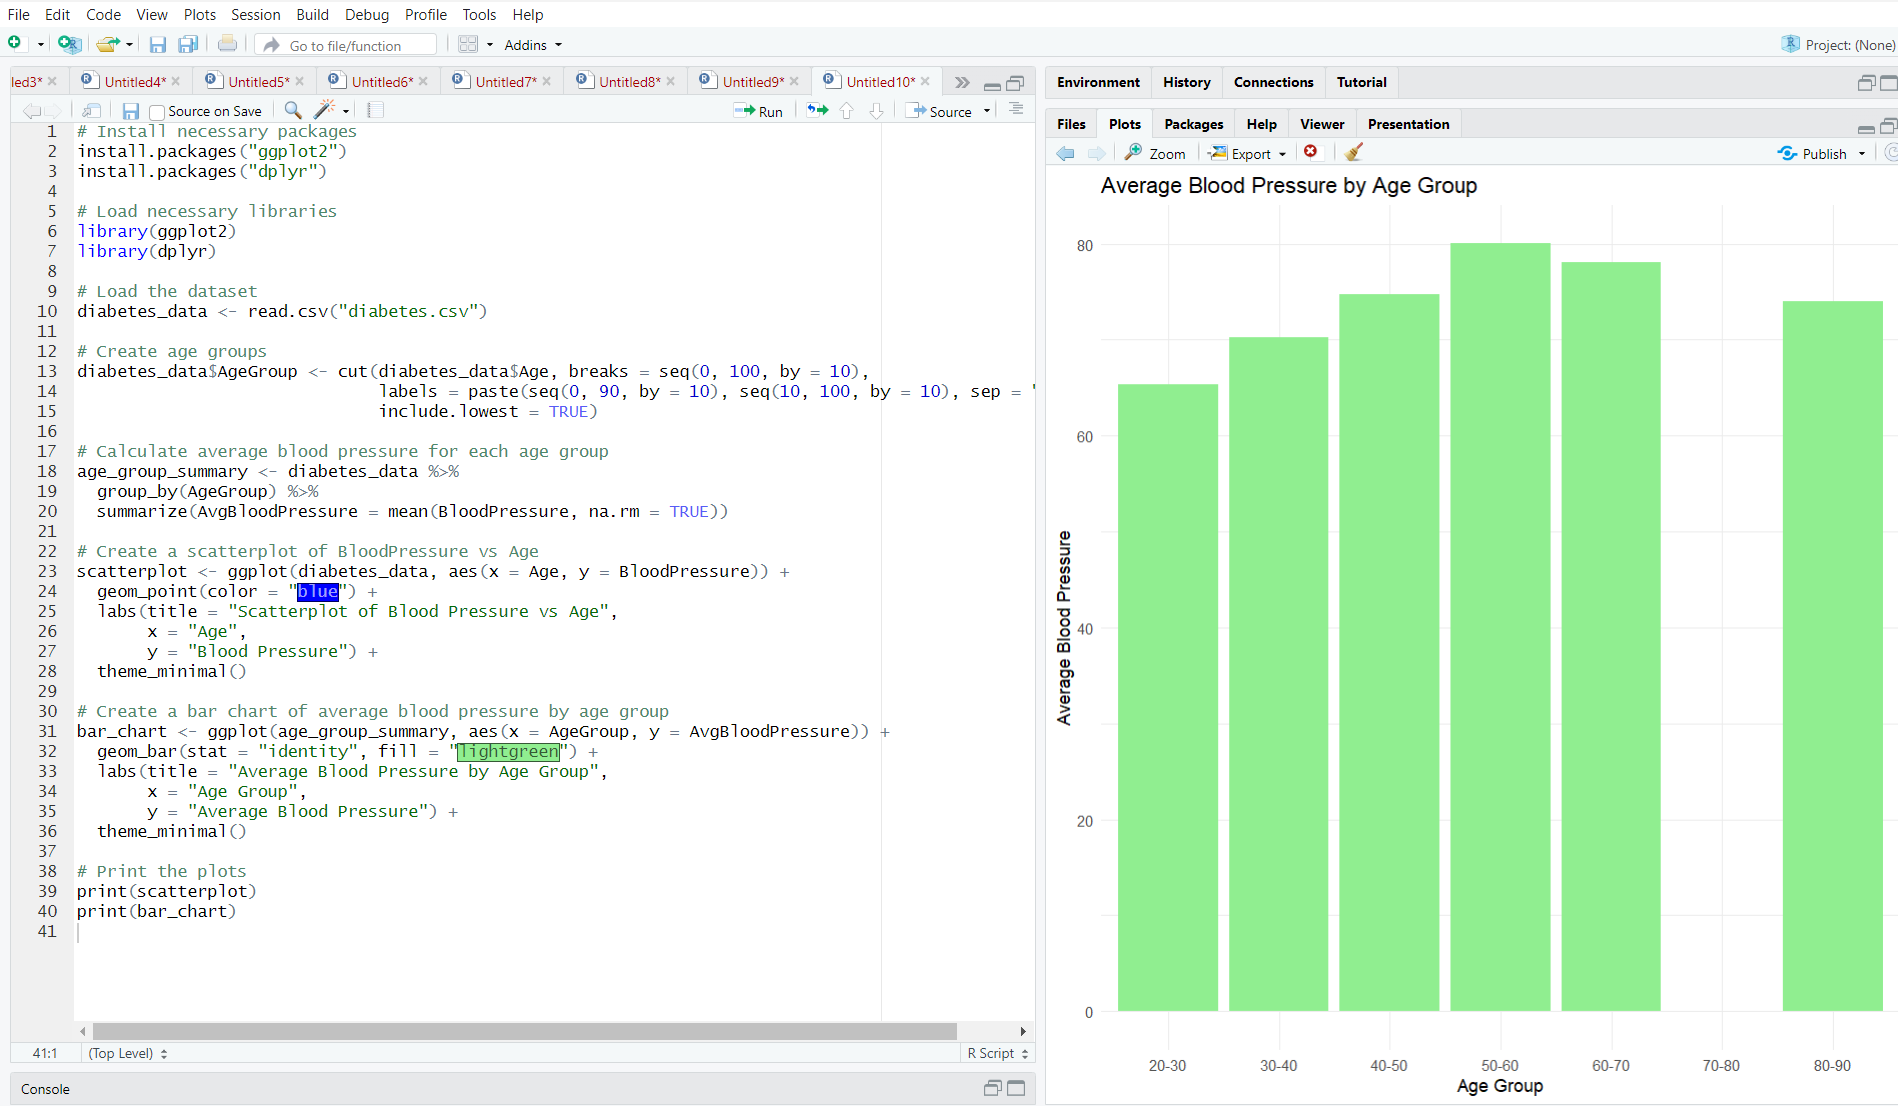 File Edit Code View Plots Session Build Debug Profile Tools Help
Go to file/function Addins Project: (None)
led3* Untitled4* Untitled5* Untitled6* Untitled7* Untitled8* Untitled9* Untitled10*
Source on Save Run Source
1 # Install necessary packages
2 install.packages("ggplot2")
3 install.packages("dplyr")
4
5 # Load necessary libraries
6 library(ggplot2)
7 library(dplyr)
8
9 # Load the dataset
10 diabetes_data <- read.csv("diabetes.csv")
11
12 # Create age groups
13 diabetes_data$AgeGroup <- cut(diabetes_data$Age, breaks = seq(0, 100, by = 10),
14 labels = paste(seq(0, 90, by = 10), seq(10, 100, by = 10), sep = "
15 include.lowest = TRUE)
16
17 # Calculate average blood pressure for each age group
18 age_group_summary <- diabetes_data %>%
19 group_by(AgeGroup) %>%
20 summarize(AvgBloodPressure = mean(BloodPressure, na.rm = TRUE))
21
22 # Create a scatterplot of BloodPressure vs Age
23 scatterplot <- ggplot(diabetes_data, aes(x = Age, y = BloodPressure)) +
24 geom_point(color = "blue") +
25 labs(title = "Scatterplot of Blood Pressure vs Age",
26 x = "Age",
27 y = "Blood Pressure") +
28 theme_minimal()
29
30 # Create a bar chart of average blood pressure by age group
31 bar_chart <- ggplot(age_group_summary, aes(x = AgeGroup, y = AvgBloodPressure)) +
32 geom_bar(stat = "identity", fill = "lightgreen") +
33 labs(title = "Average Blood Pressure by Age Group",
34 x = "Age Group",
35 y = "Average Blood Pressure") +
36 theme_minimal()
37
38 # Print the plots
39 print(scatterplot)
40 print(bar_chart)
41
41:1 (Top Level) R Script
Console
Environment History Connections Tutorial
Files Plots Packages Help Viewer Presentation
Zoom Export Publish
Average Blood Pressure by Age Group
80
60
40
20
0
Average Blood Pressure
20-30 30-40 40-50 50-60 60-70 70-80 80-90
Age Group